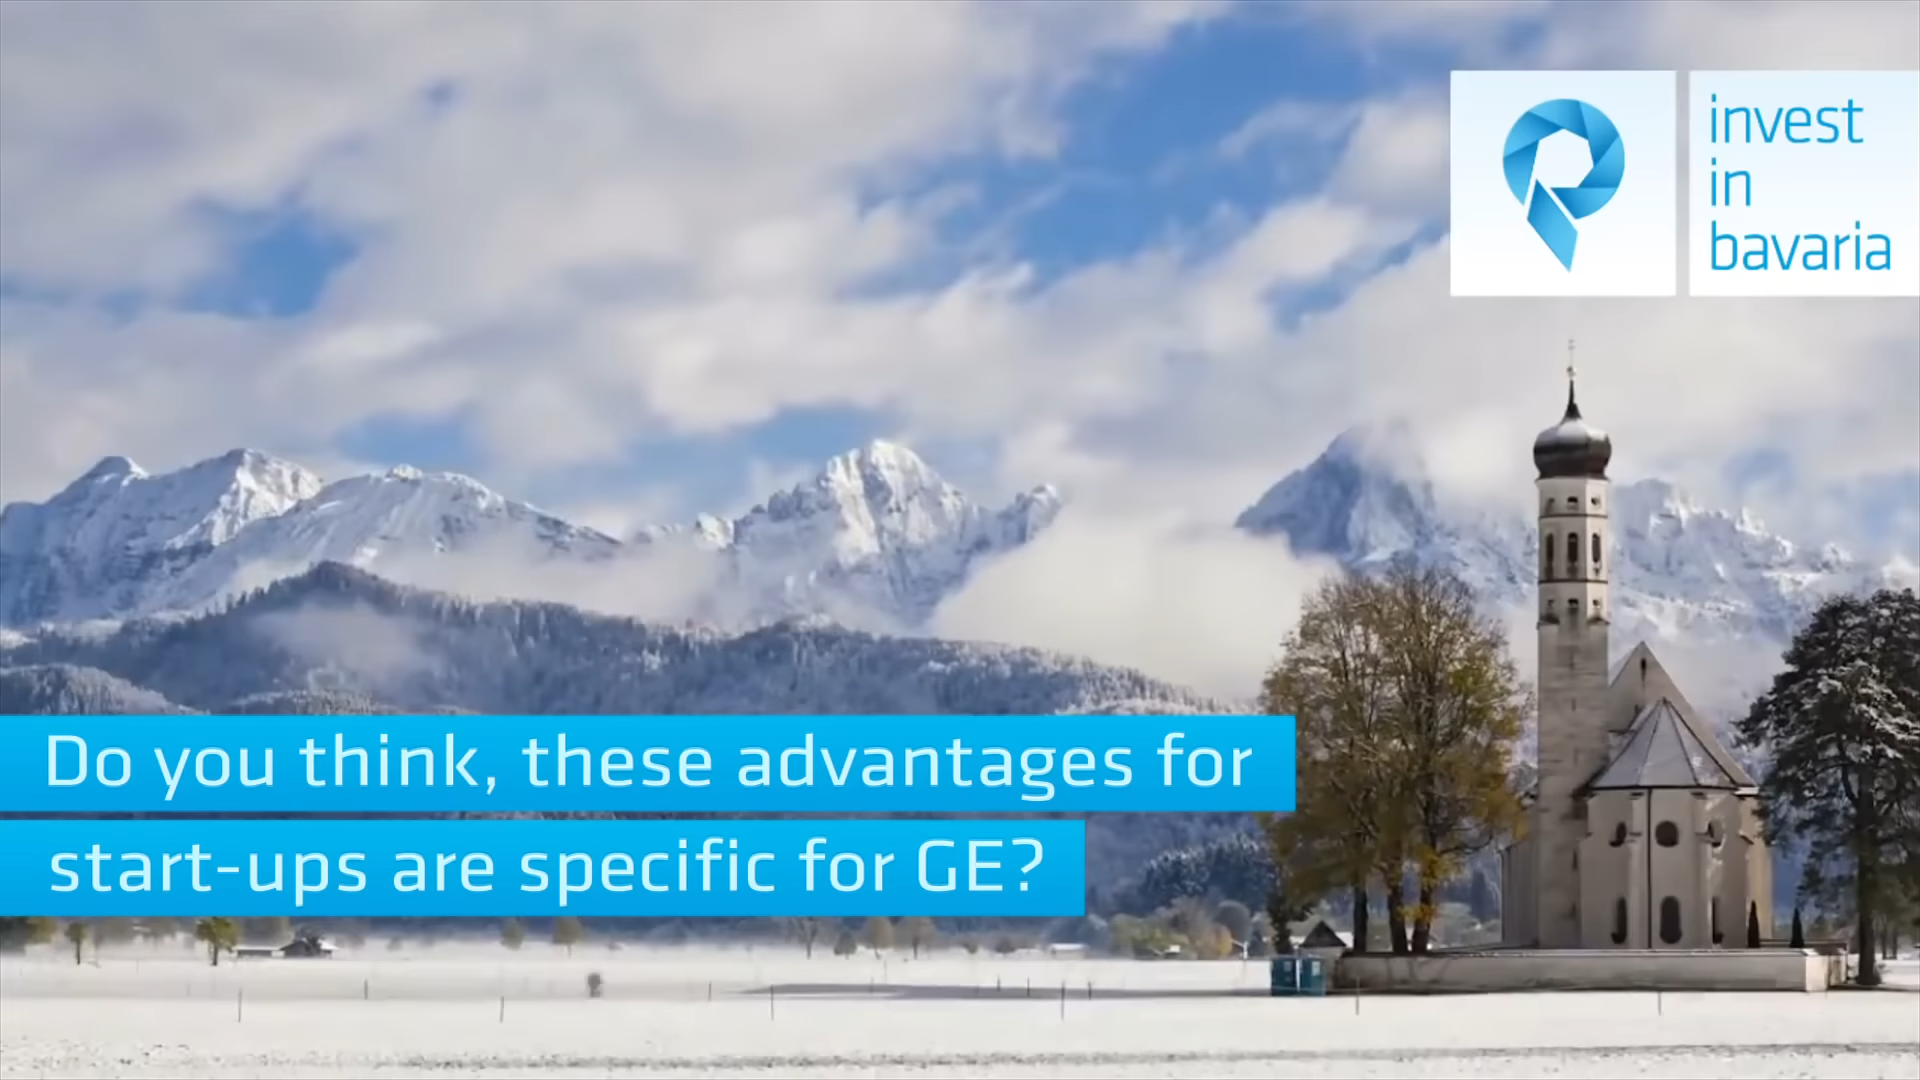 invest
in
bavaria
Do you think, these advantages for
start-ups are specific for GE?